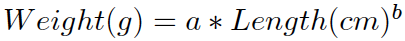 Weight(g) = a * Length(cm)^b